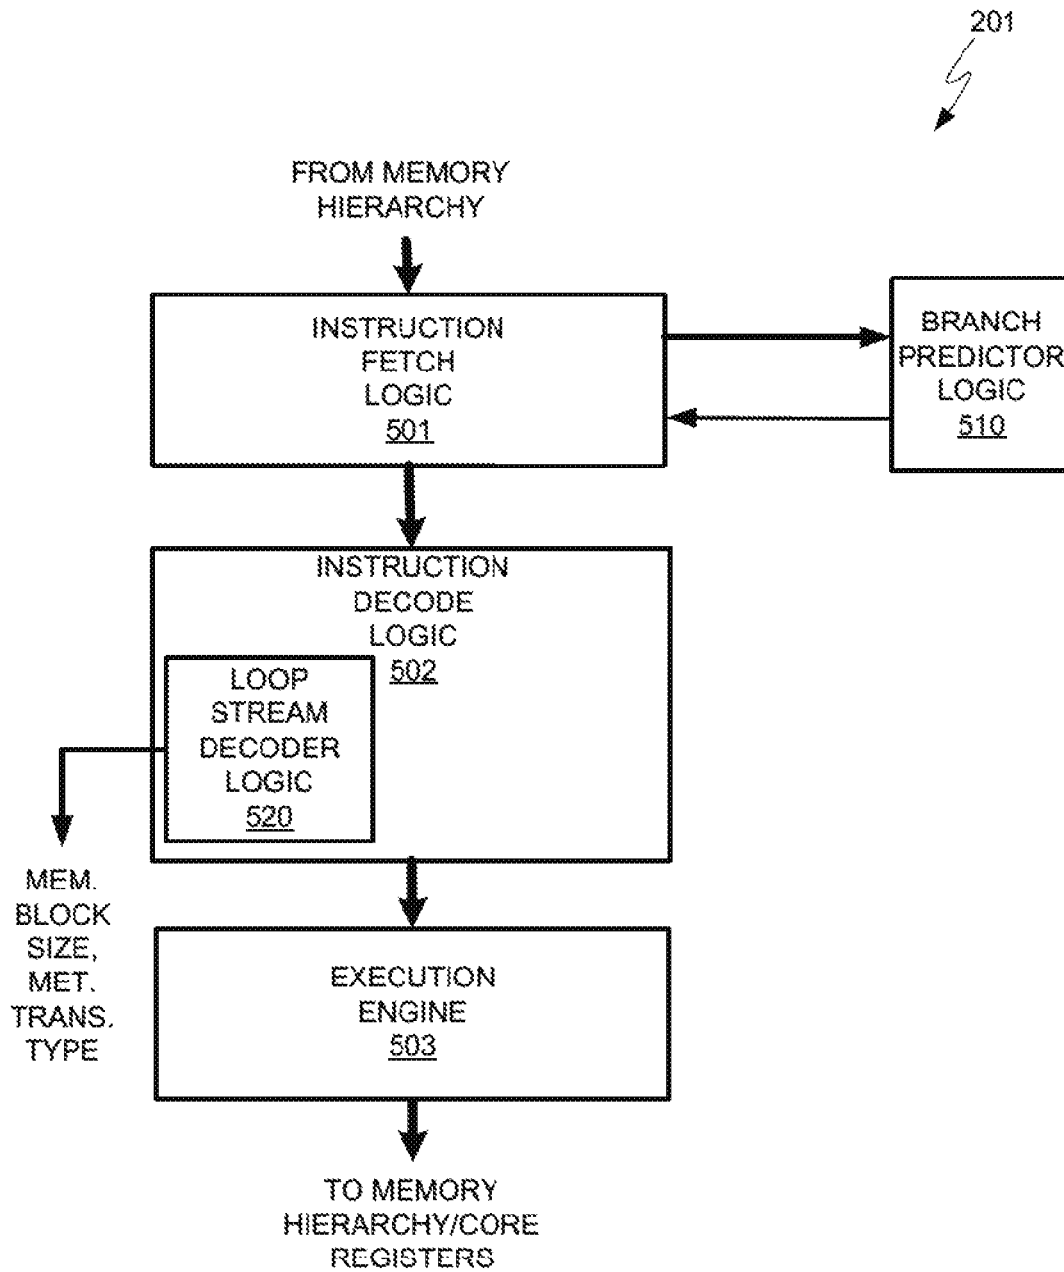 201
FROM MEMORY
HIERARCHY
INSTRUCTION
FETCH
LOGIC
501
BRANCH
PREDICTOR
LOGIC
510
INSTRUCTION
DECODE
LOGIC
502
LOOP
STREAM
DECODER
LOGIC
520
MEM.
BLOCK
SIZE,
MET.
TRANS.
TYPE
EXECUTION
ENGINE
503
TO MEMORY
HIERARCHY/CORE
REGISTERS